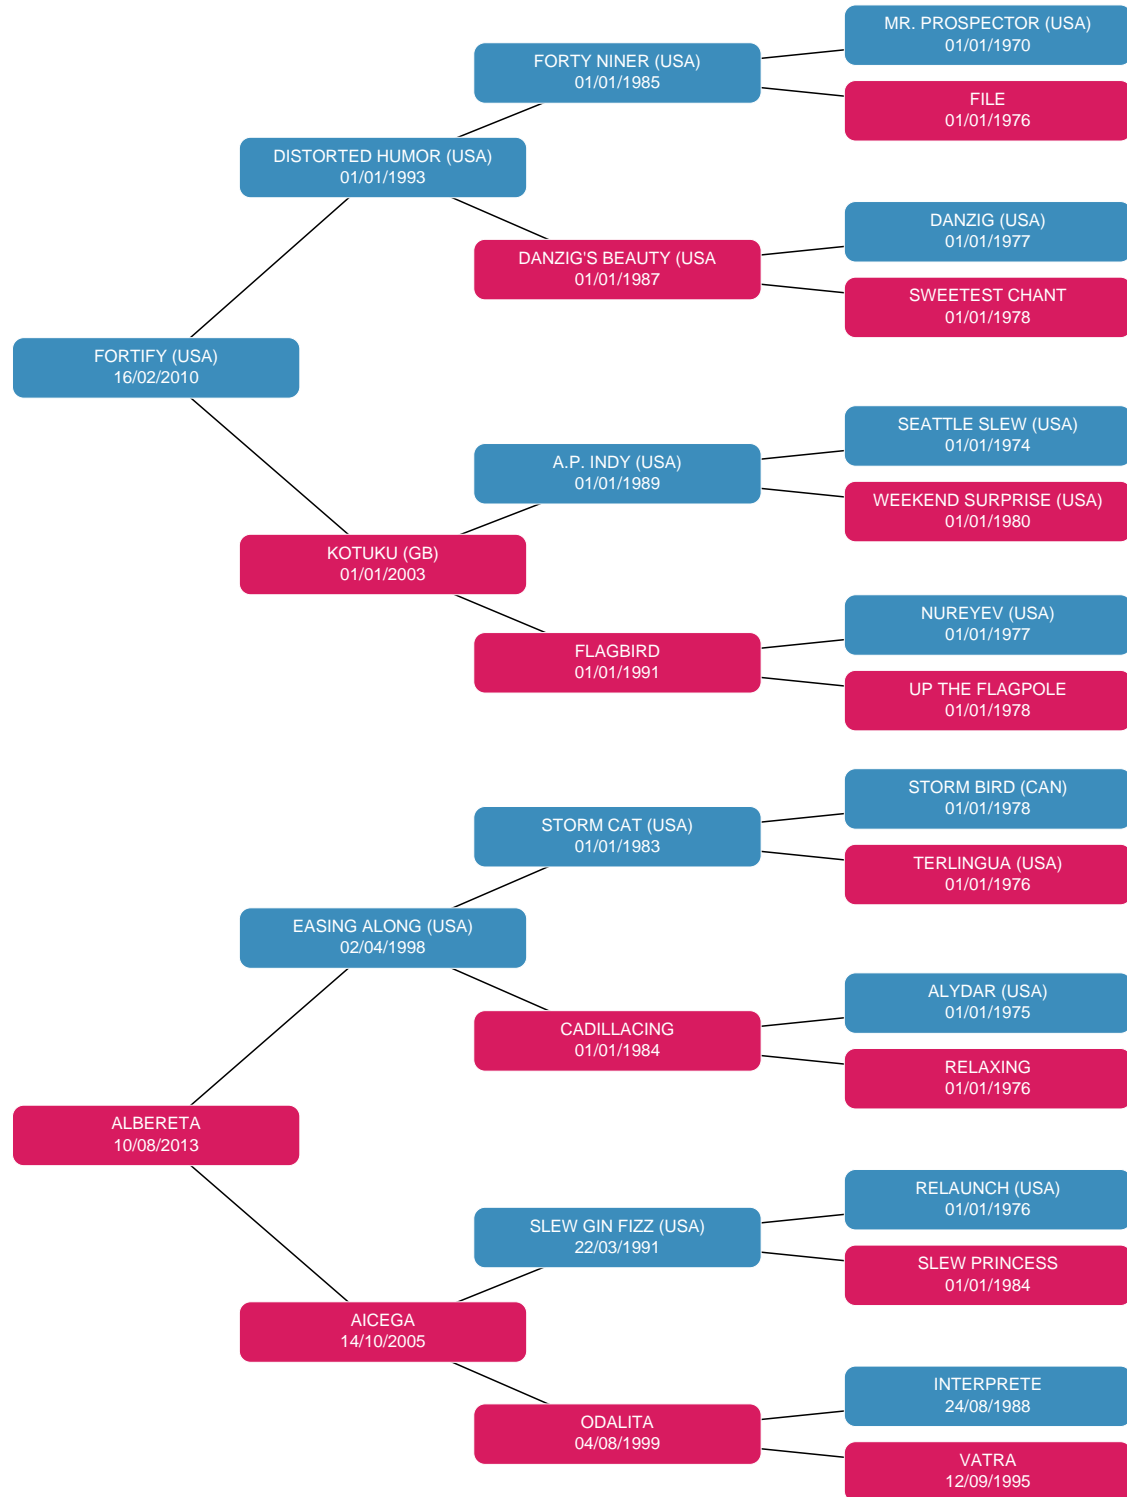 MR. PROSPECTOR (USA)
01/01/1970
FORTY NINER (USA)
01/01/1985
FILE
01/01/1976
DISTORTED HUMOR (USA)
01/01/1993
DANZIG (USA)
01/01/1977
DANZIG'S BEAUTY (USA
01/01/1987
SWEETEST CHANT
01/01/1978
FORTIFY (USA)
16/02/2010
SEATTLE SLEW (USA)
01/01/1974
A.P. INDY (USA)
01/01/1989
WEEKEND SURPRISE (USA)
01/01/1980
KOTUKU (GB)
01/01/2003
NUREYEV (USA)
01/01/1977
FLAGBIRD
01/01/1991
UP THE FLAGPOLE
01/01/1978
STORM BIRD (CAN)
01/01/1978
STORM CAT (USA)
01/01/1983
TERLINGUA (USA)
01/01/1976
EASING ALONG (USA)
02/04/1998
ALYDAR (USA)
01/01/1975
CADILLACING
01/01/1984
RELAXING
01/01/1976
ALBERETA
10/08/2013
RELAUNCH (USA)
01/01/1976
SLEW GIN FIZZ (USA)
22/03/1991
SLEW PRINCESS
01/01/1984
AICEGA
14/10/2005
INTERPRETE
24/08/1988
ODALITA
04/08/1999
VATRA
12/09/1995